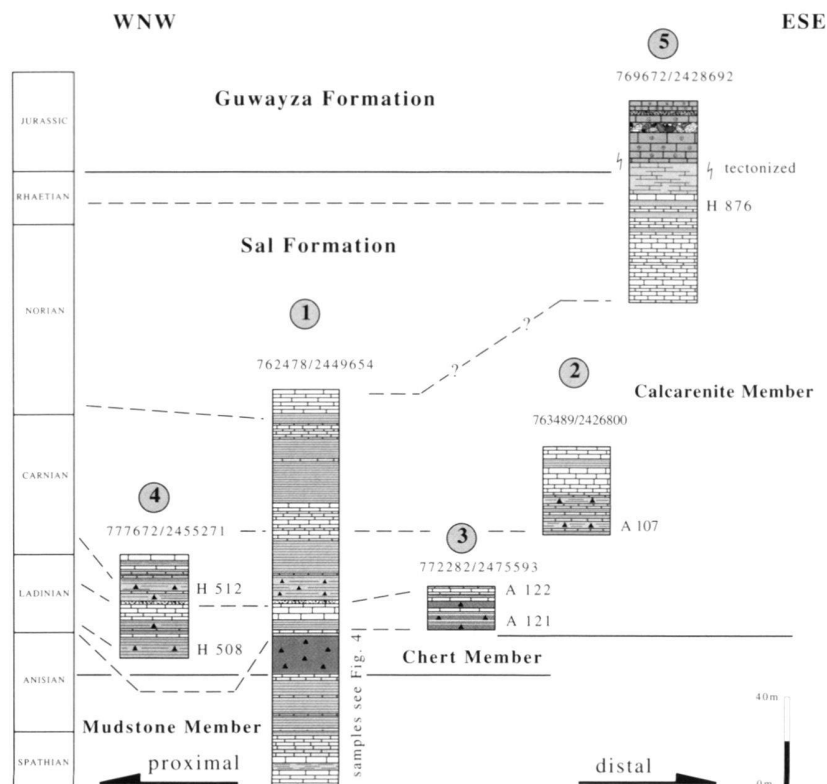 WNW
ESE
5
769672/2428692
JURASSIC
Guwayza Formation
tectonized
RHAETIAN
H 876
Sal Formation
NORIAN
1
762478/2449654
?
?
2
763489/2426800
Calcarenite Member
CARNIAN
4
777672/2455271
A 107
3
772282/2475593
LADINIAN
H 512
A 122
A 121
H 508
Chert Member
ANISIAN
samples see Fig. 4
Mudstone Member
40m
SPATHIAN
proximal
distal
0m